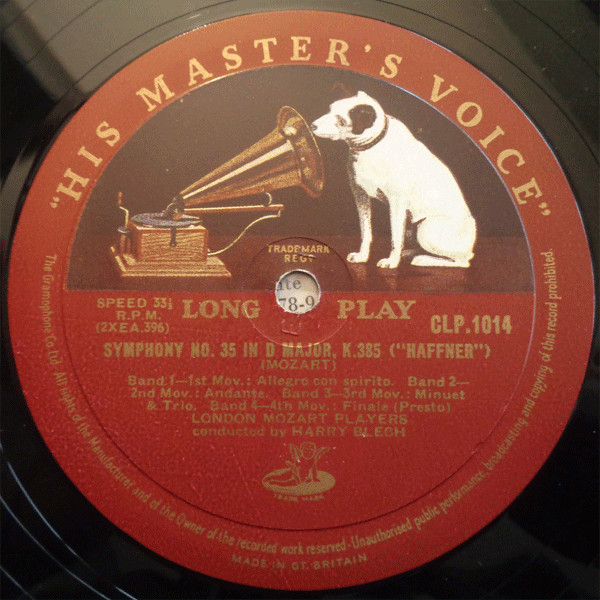 "HIS MASTER'S VOICE"
TRADEMARK
REGD
SPEED 33⅓
R.P.M.
(2XEA.396)
LONG PLAY
CLP.1014
78-9
SYMPHONY NO. 35 IN D MAJOR, K.385 ("HAFFNER")
(MOZART)
Band 1—1st Mov.: Allegro con spirito. Band 2—
2nd Mov.: Andante. Band 3—3rd Mov.: Minuet
& Trio. Band 4—4th Mov.: Finale (Presto)
LONDON MOZART PLAYERS
conducted by HARRY BLECH
TRADE MARK
The Gramophone Co. Ltd. All rights of the Manufacturer and of the Owner of the recorded work reserved·Unauthorised public performance, broadcasting and copying of this record prohibited.
MADE IN GT. BRITAIN